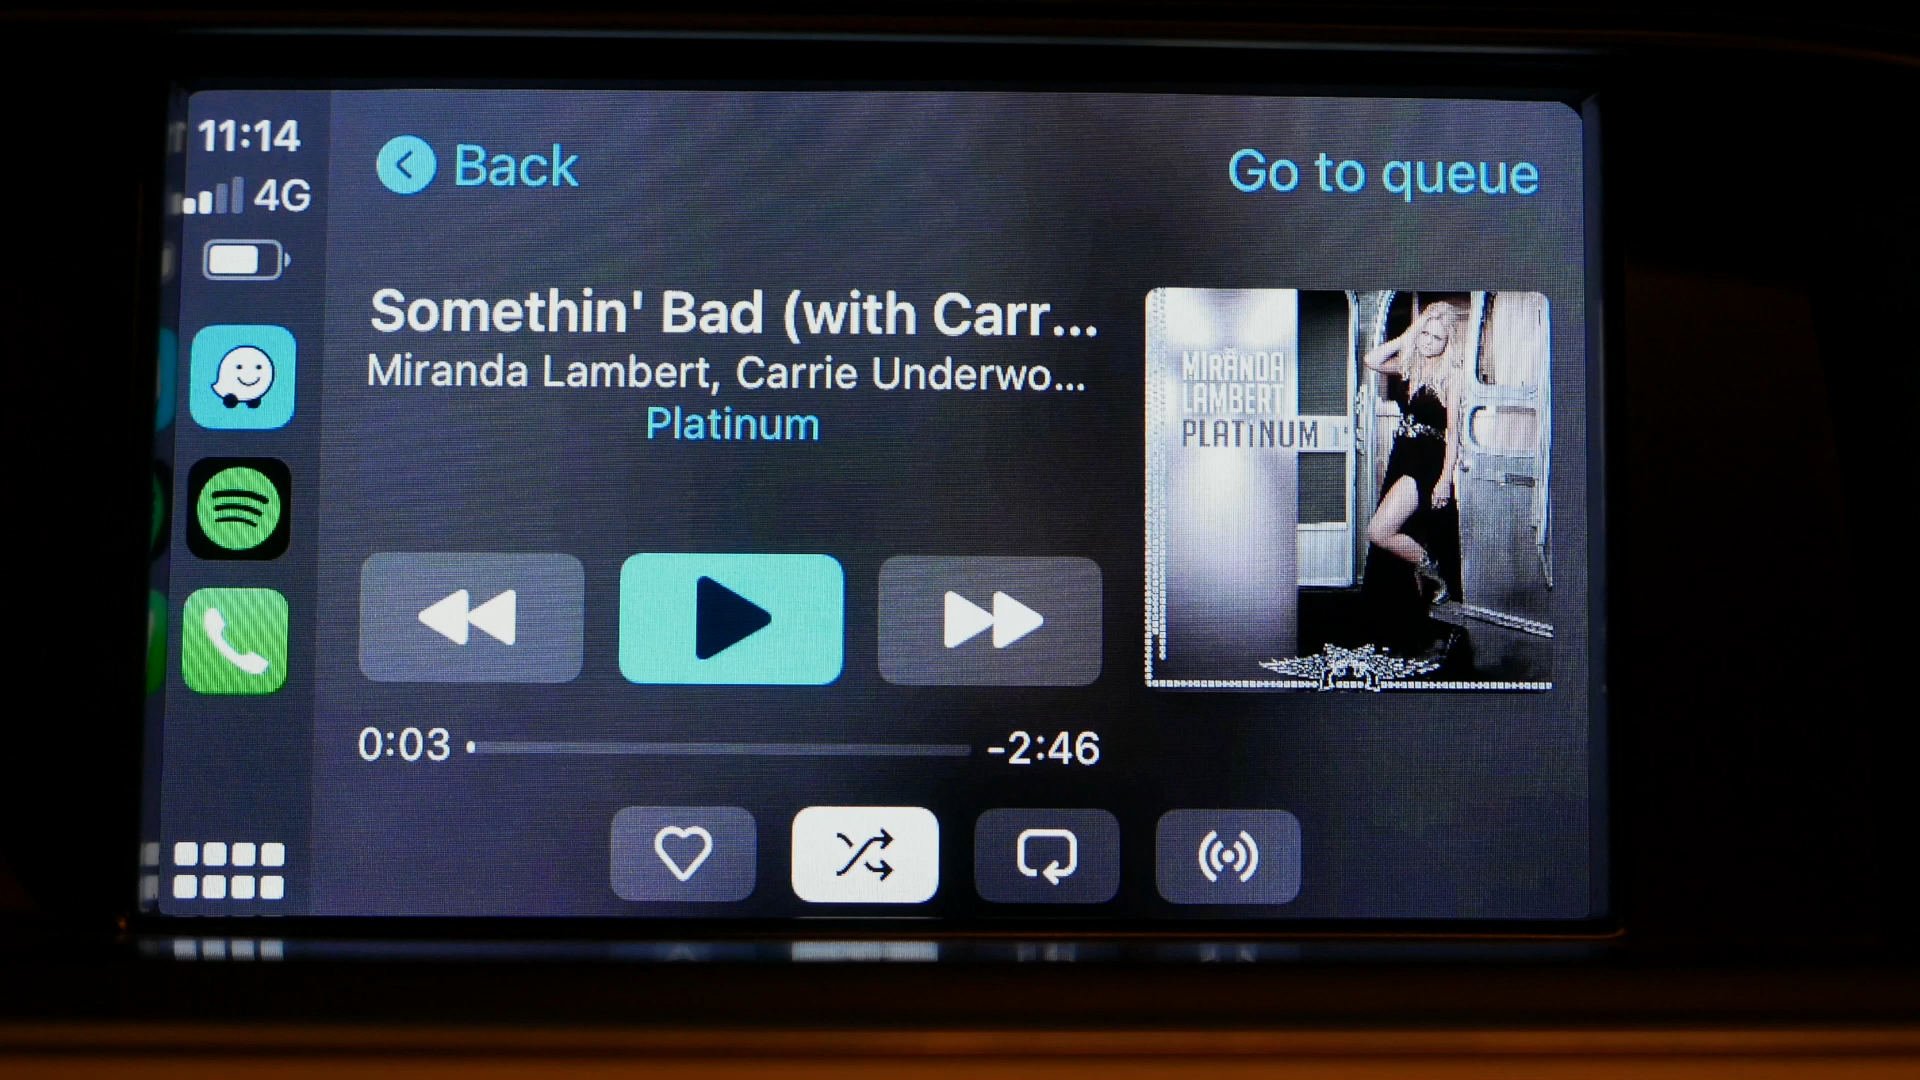 11:14
4G
Back
Go to queue
Somethin' Bad (with Carr...
Miranda Lambert, Carrie Underwo...
Platinum
MIRANDA
LAMBERT
PLATINUM
0:03
-2:46